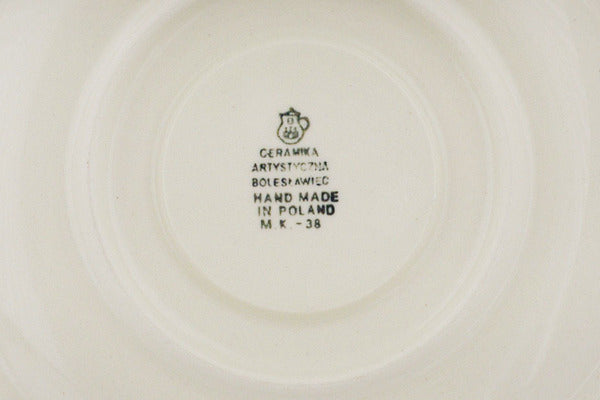 CERAMIKA
ARTYSTYCZNA
BOLESŁAWIEC
HAND MADE
IN POLAND
M.K.-38